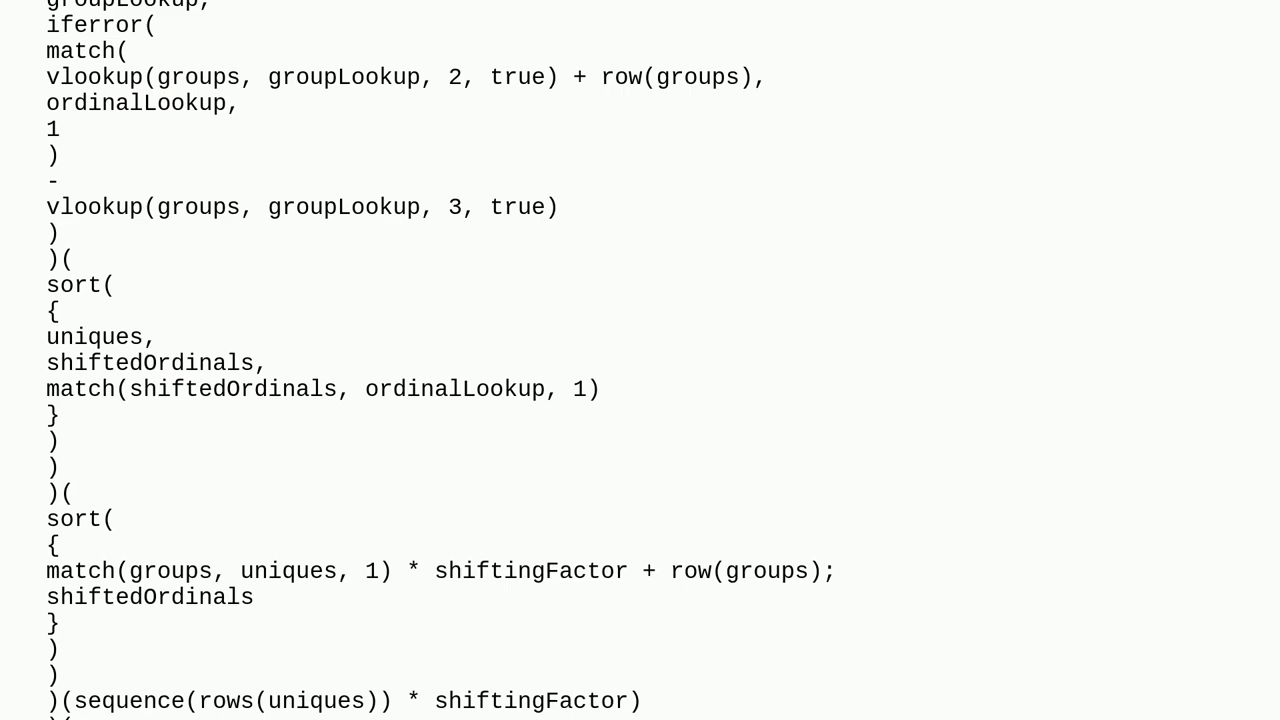 groupLookup,
iferror(
match(
vlookup(groups, groupLookup, 2, true) + row(groups),
ordinalLookup,
1
)
-
vlookup(groups, groupLookup, 3, true)
)
)(
sort(
{
uniques,
shiftedOrdinals,
match(shiftedOrdinals, ordinalLookup, 1)
}
)
)
)(
sort(
{
match(groups, uniques, 1) * shiftingFactor + row(groups);
shiftedOrdinals
}
)
)
)(sequence(rows(uniques)) * shiftingFactor)
)(